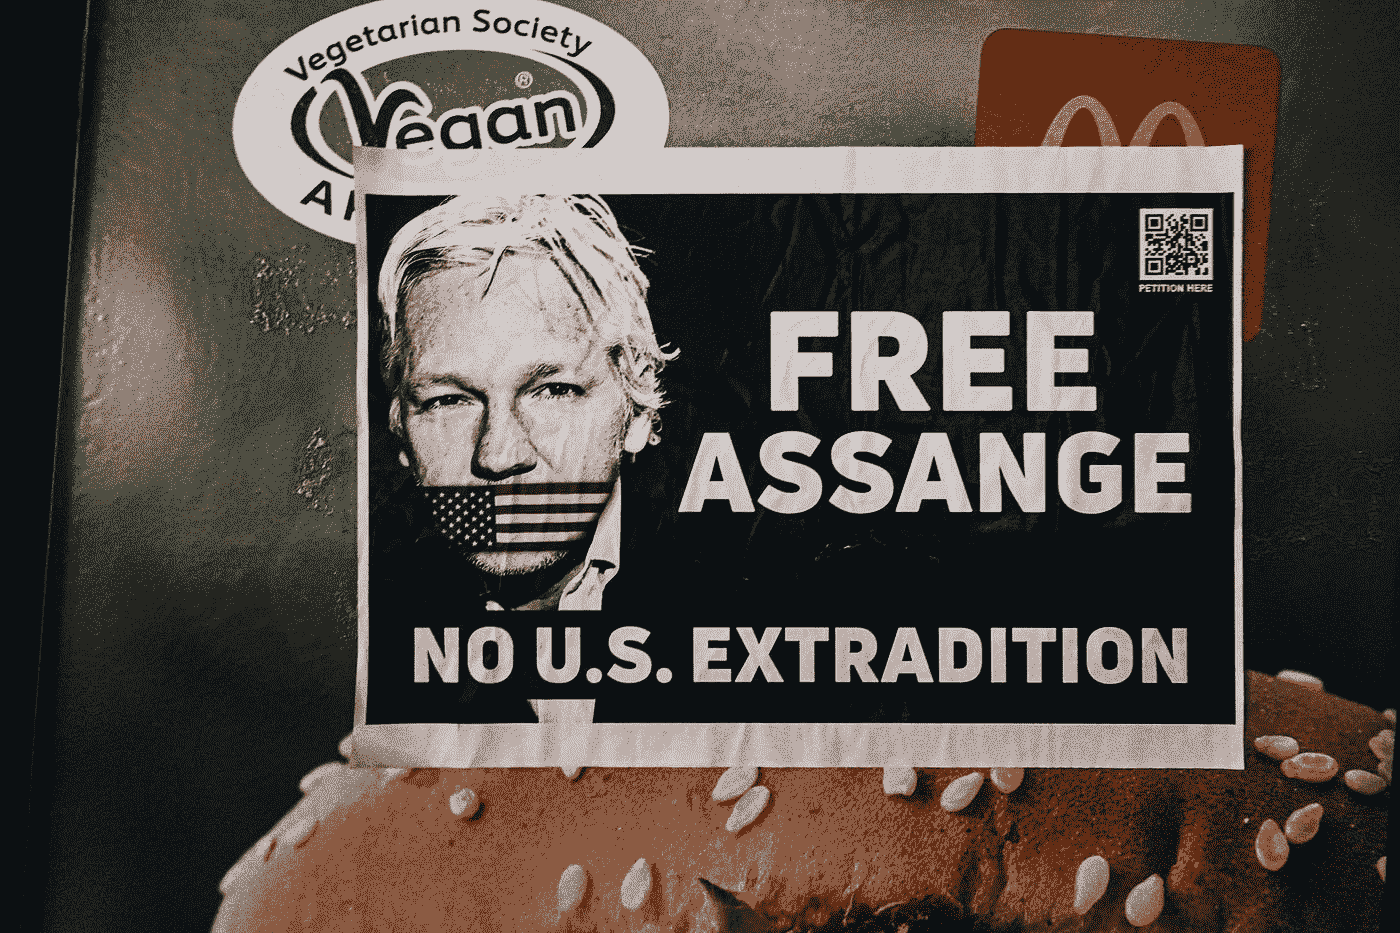 Vegetarian Society
Vegan®
PETITION HERE
FREE
ASSANGE
NO U.S. EXTRADITION